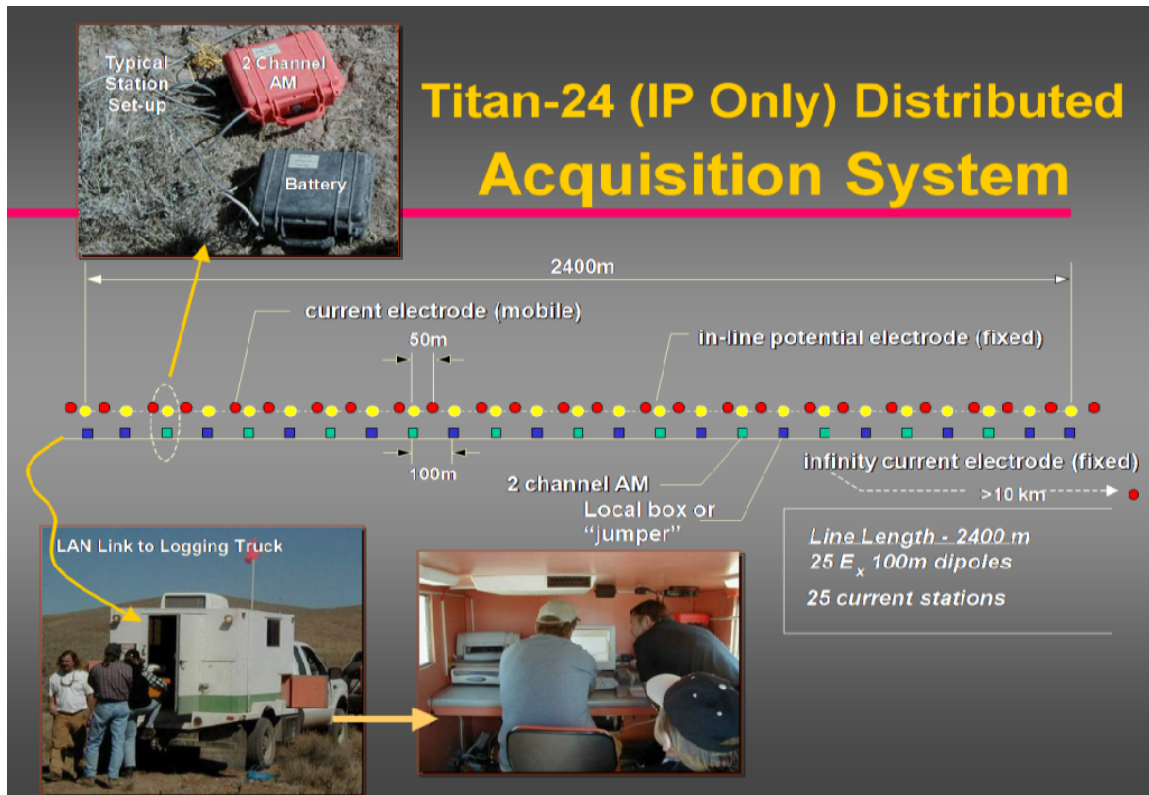 Titan-24 (IP Only) Distributed
Acquisition System
Typical
Station
Set-up
2 Channel
AM
Battery
2400m
current electrode (mobile)
50m
in-line potential electrode (fixed)
100m
2 channel AM
Local box or
"jumper"
infinity current electrode (fixed)
>10 km
Line Length - 2400 m
25 Ex 100m dipoles
25 current stations
LAN Link to Logging Truck